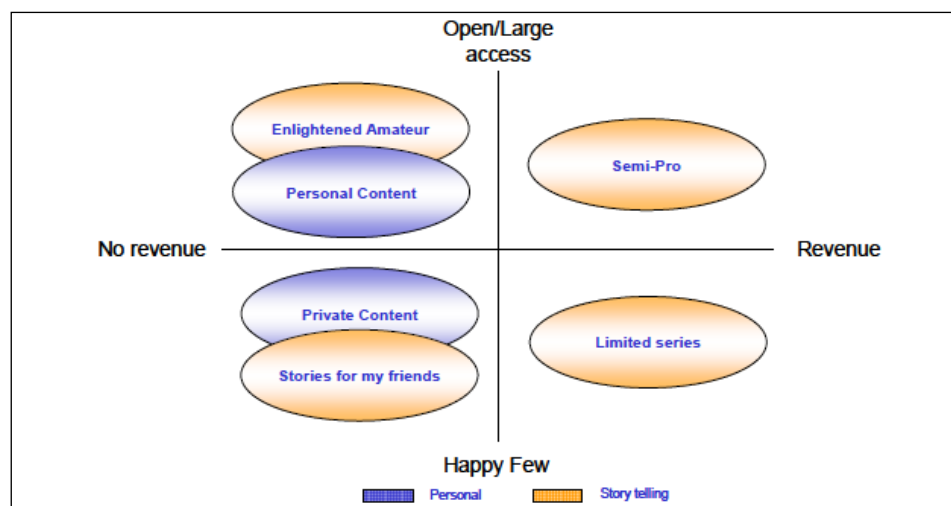 Open/Large
access
Enlightened Amateur
Semi-Pro
Personal Content
No revenue
Revenue
Private Content
Limited series
Stories for my friends
Happy Few
Personal
Story telling